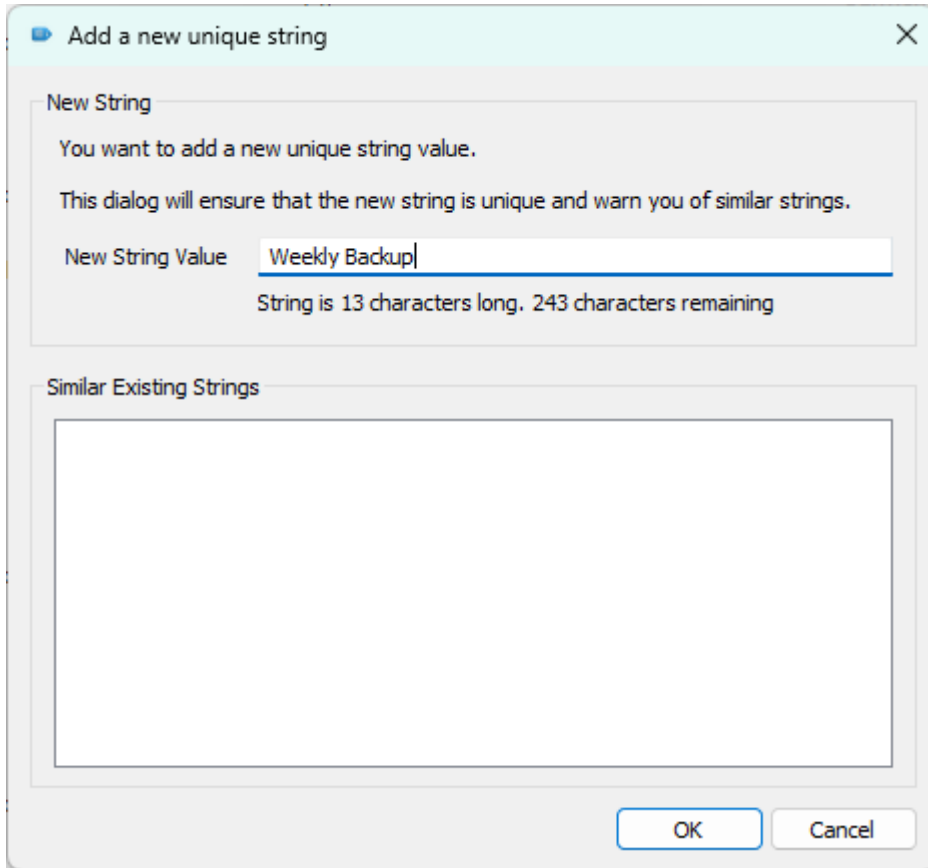 Add a new unique string
New String
You want to add a new unique string value.
This dialog will ensure that the new string is unique and warn you of similar strings.
New String Value Weekly Backup
String is 13 characters long. 243 characters remaining
Similar Existing Strings
OK Cancel